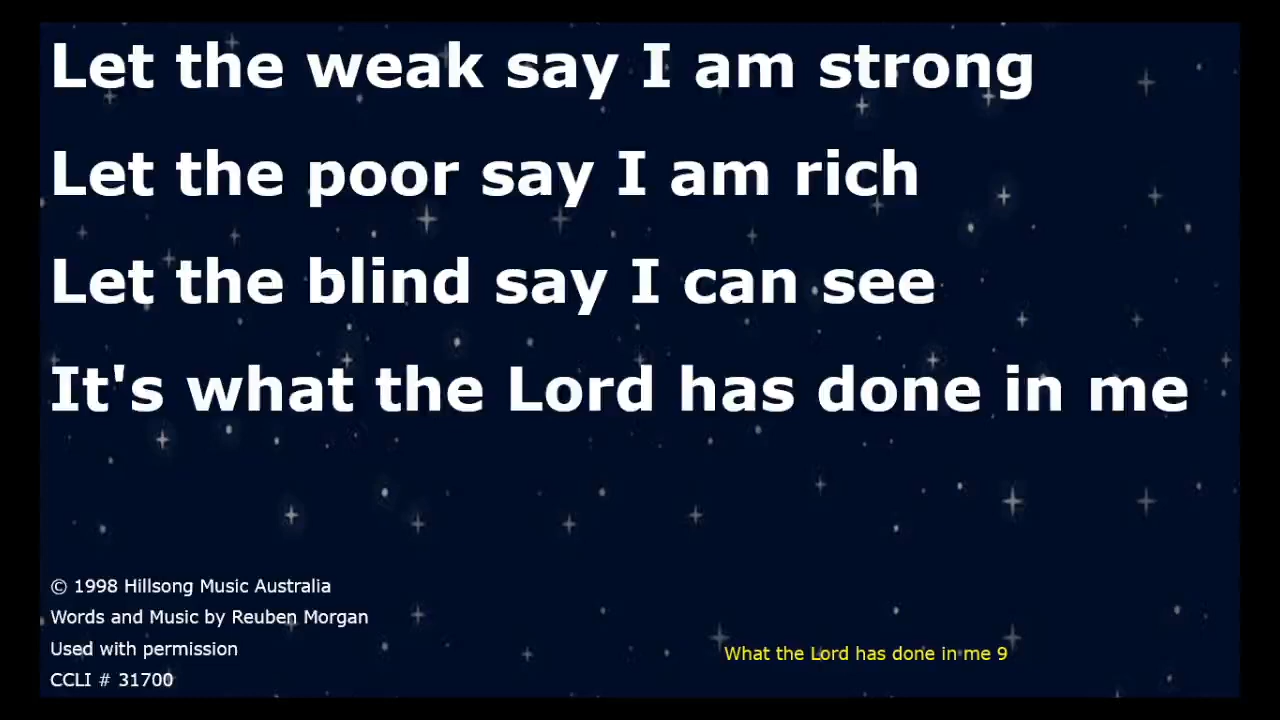 Let the weak say I am strong
Let the poor say I am rich
Let the blind say I can see
It's what the Lord has done in me
© 1998 Hillsong Music Australia
Words and Music by Reuben Morgan
Used with permission
CCLI # 31700
What the Lord has done in me 9